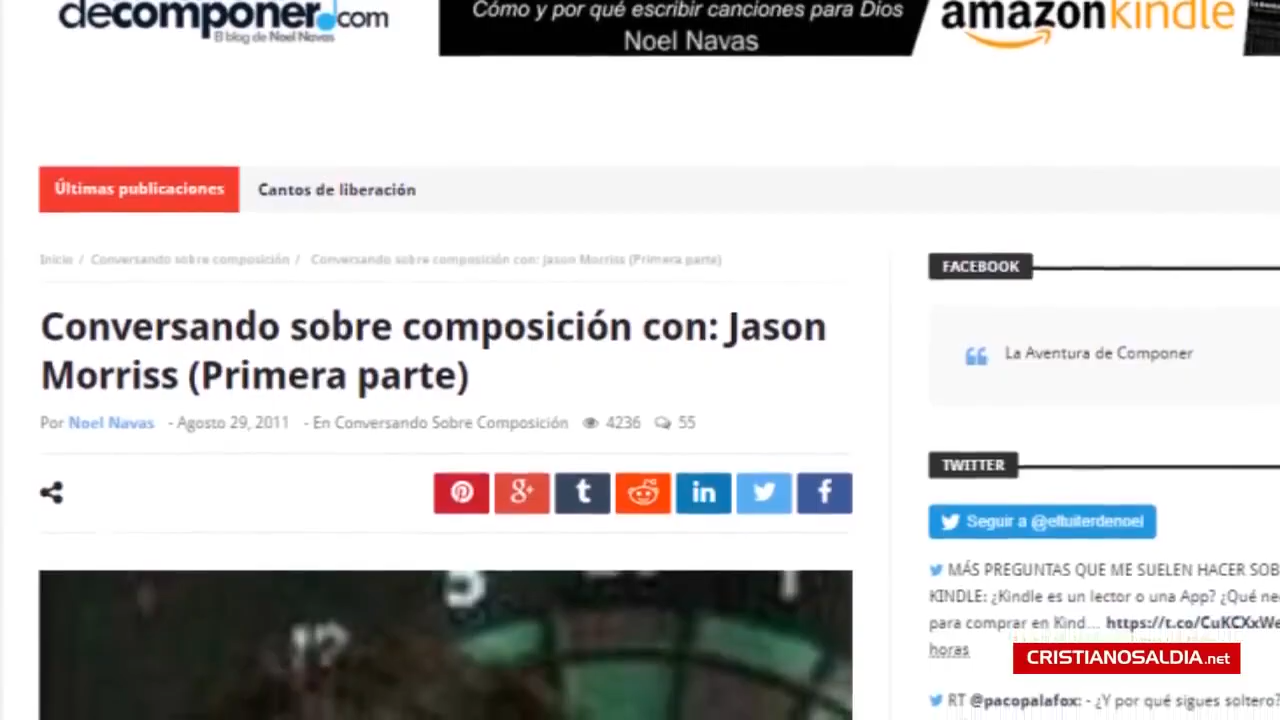 decomponer.com
El blog de Noel Navas
Cómo y por qué escribir canciones para Dios
Noel Navas
amazonkindle
Últimas publicaciones
Cantos de liberación
Inicio / Conversando sobre composición / Conversando sobre composición con: Jason Morriss (Primera parte)
Conversando sobre composición con: Jason
Morriss (Primera parte)
Por Noel Navas - Agosto 29, 2011 - En Conversando Sobre Composición 4236 55
g+ t in f
5 1
12
FACEBOOK
La Aventura de Componer
TWITTER
Seguir a @eltuiterdenoel
MÁS PREGUNTAS QUE ME SUELEN HACER SOB
KINDLE: ¿Kindle es un lector o una App? ¿Qué ne
para comprar en Kind... https://t.co/CuKCXxWe
horas
CRISTIANOSALDIA.net
RT @pacopalafox: - ¿Y por qué sigues soltero?